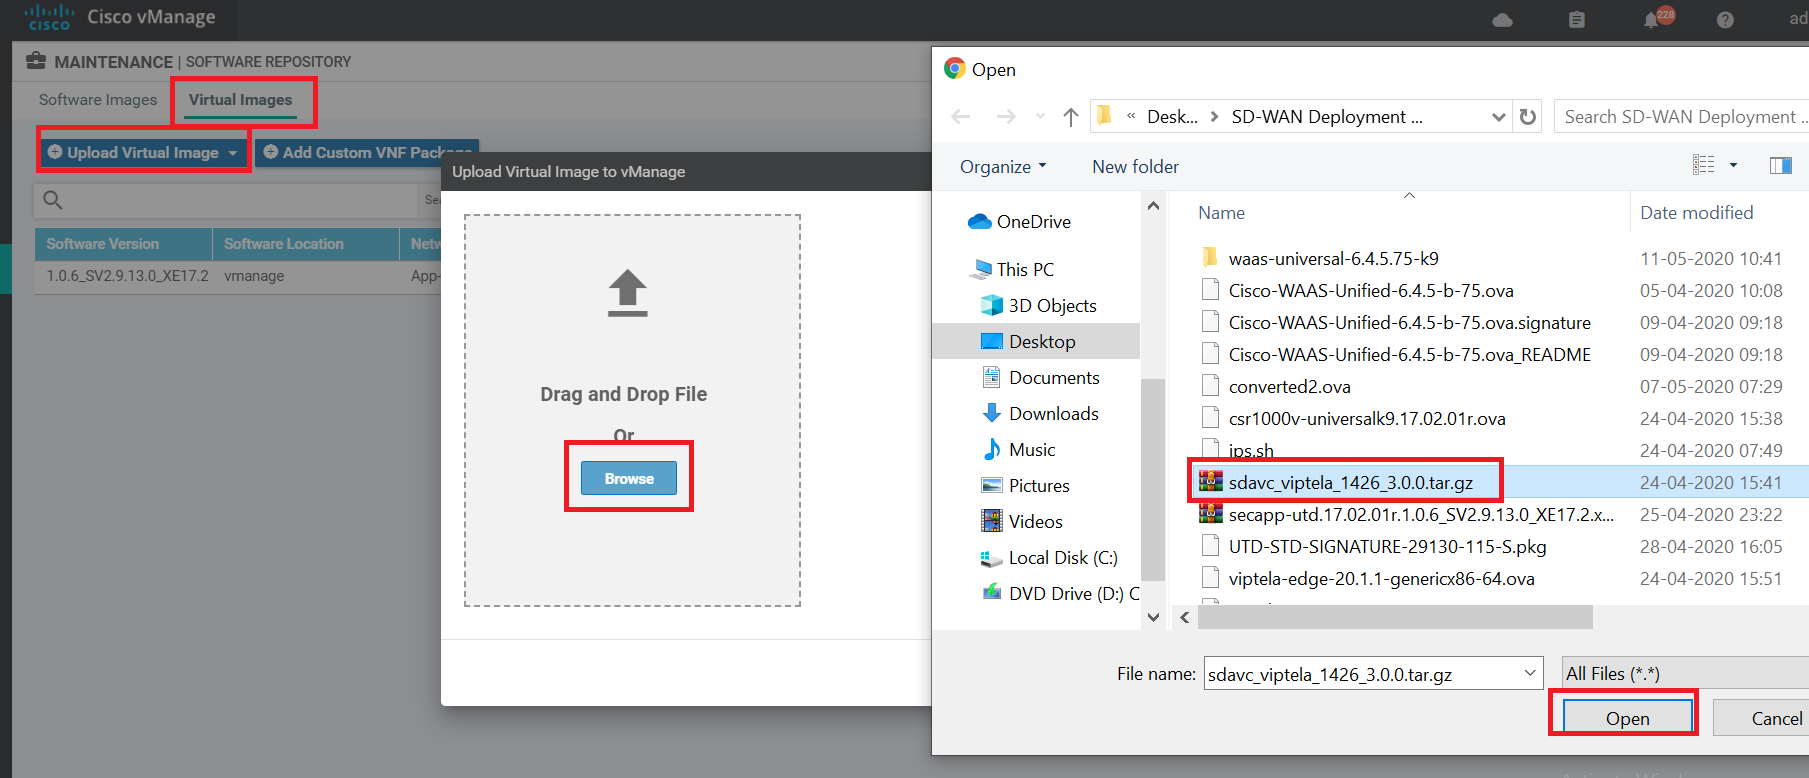 cisco
Cisco vManage
228
ad
MAINTENANCE | SOFTWARE REPOSITORY
Software Images
Virtual Images
Upload Virtual Image
Add Custom VNF Package
Software Version
Software Location
1.0.6_SV2.9.13.0_XE17.2
vmanage
App-
Upload Virtual Image to vManage
Drag and Drop File
Or
Browse
Open
« Desk... > SD-WAN Deployment ...
Search SD-WAN Deployment ...
Organize
New folder
OneDrive
This PC
3D Objects
Desktop
Documents
Downloads
Music
Pictures
Videos
Local Disk (C:)
DVD Drive (D:) C
Name
Date modified
waas-universal-6.4.5.75-k9
11-05-2020 10:41
Cisco-WAAS-Unified-6.4.5-b-75.ova
05-04-2020 10:08
Cisco-WAAS-Unified-6.4.5-b-75.ova.signature
09-04-2020 09:18
Cisco-WAAS-Unified-6.4.5-b-75.ova_README
09-04-2020 09:18
converted2.ova
07-05-2020 07:29
csr1000v-universalk9.17.02.01r.ova
24-04-2020 15:38
ips.sh
24-04-2020 07:49
sdavc_viptela_1426_3.0.0.tar.gz
24-04-2020 15:41
secapp-utd.17.02.01r.1.0.6_SV2.9.13.0_XE17.2.x...
25-04-2020 23:22
UTD-STD-SIGNATURE-29130-115-S.pkg
28-04-2020 16:05
viptela-edge-20.1.1-genericx86-64.ova
24-04-2020 15:51
File name:
sdavc_viptela_1426_3.0.0.tar.gz
All Files (*.*)
Open
Cancel